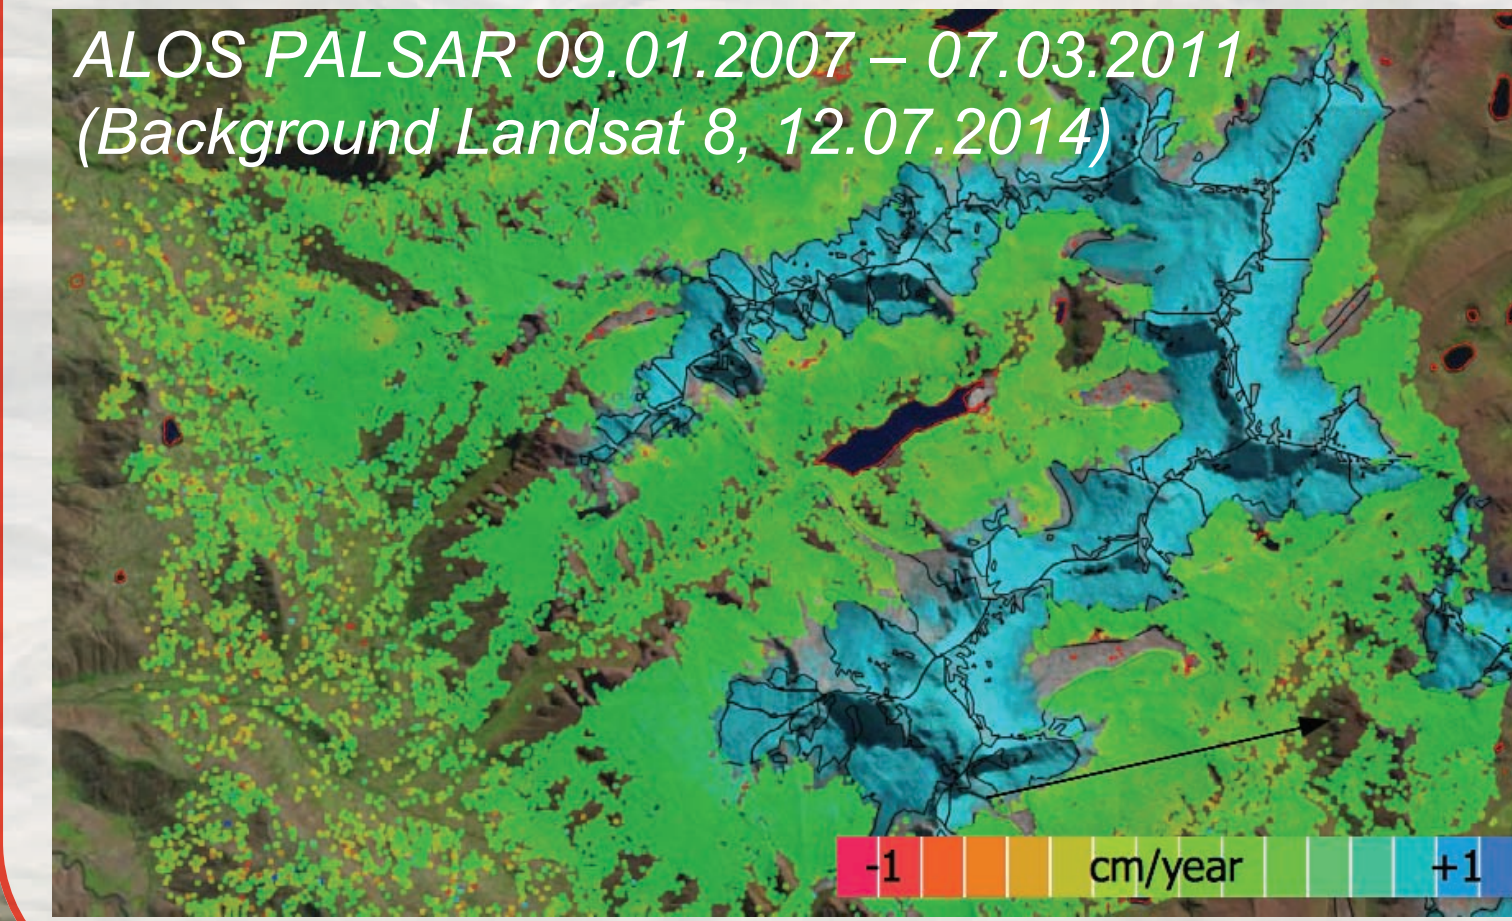 ALOS PALSAR 09.01.2007 – 07.03.2011
(Background Landsat 8, 12.07.2014)
-1 cm/year +1